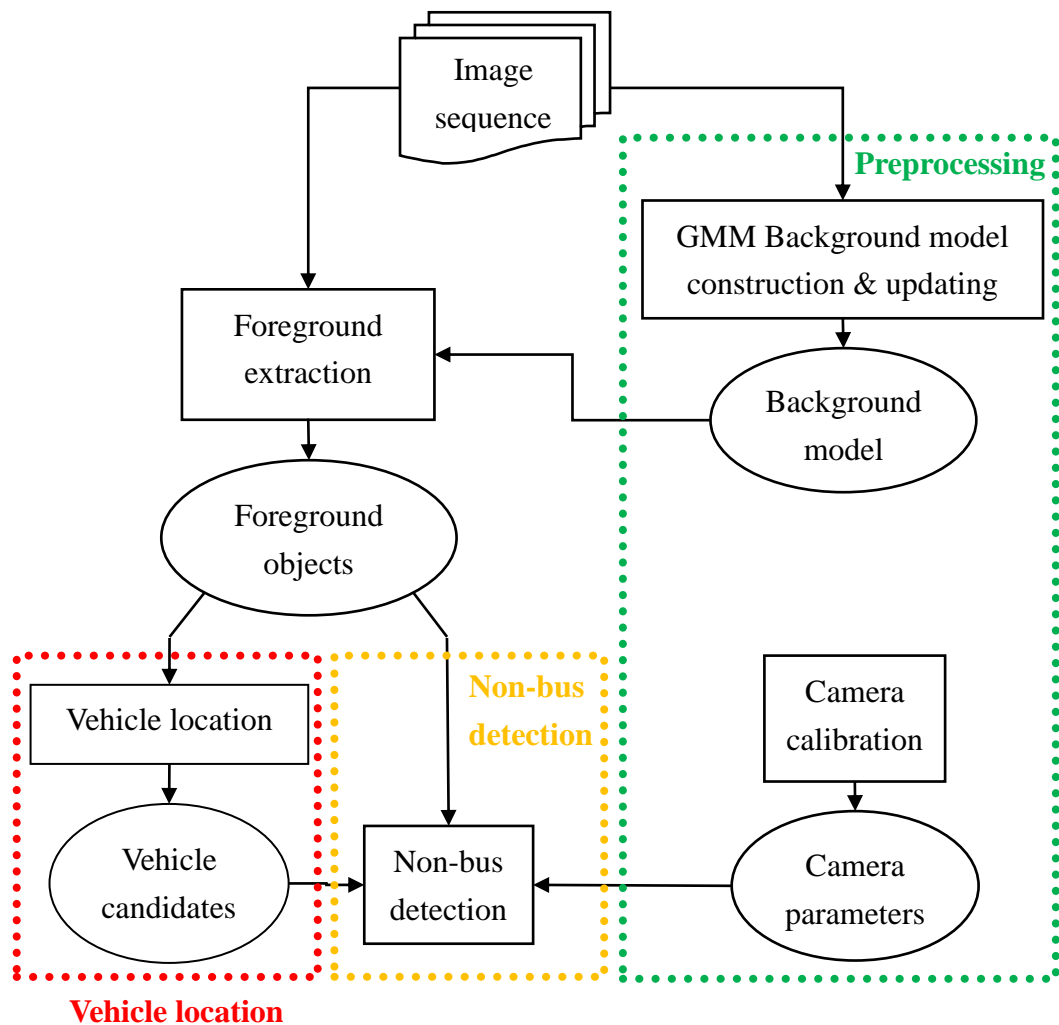 Image
sequence
Preprocessing
GMM Background model
construction & updating
Foreground
extraction
Background
model
Foreground
objects
Non-bus
detection
Vehicle location
Camera
calibration
Vehicle
candidates
Non-bus
detection
Camera
parameters
Vehicle location